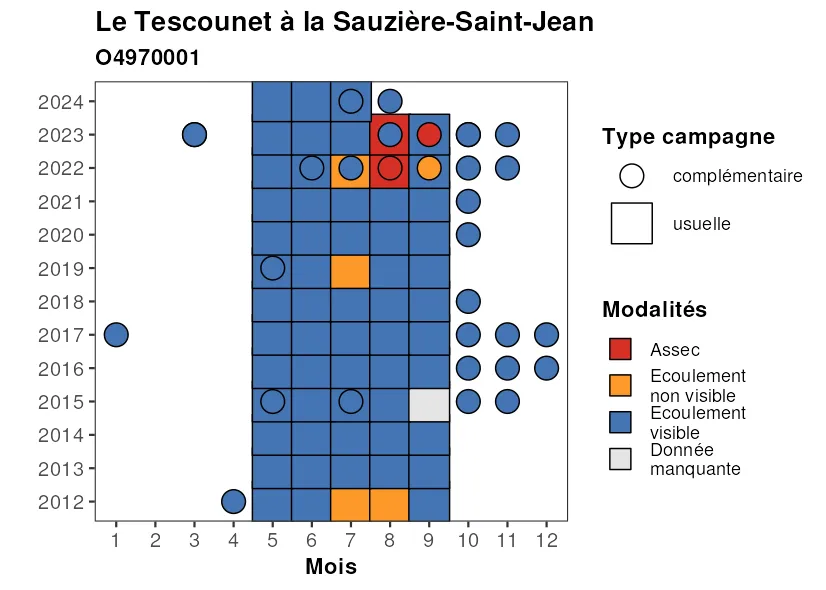 Le Tescounet à la Sauzière-Saint-Jean
O4970001
2024
2023
2022
2021
2020
2019
2018
2017
2016
2015
2014
2013
2012
1 2 3 4 5 6 7 8 9 10 11 12
Mois
Type campagne
complémentaire
usuelle
Modalités
Assec
Ecoulement
non visible
Ecoulement
visible
Donnée
manquante